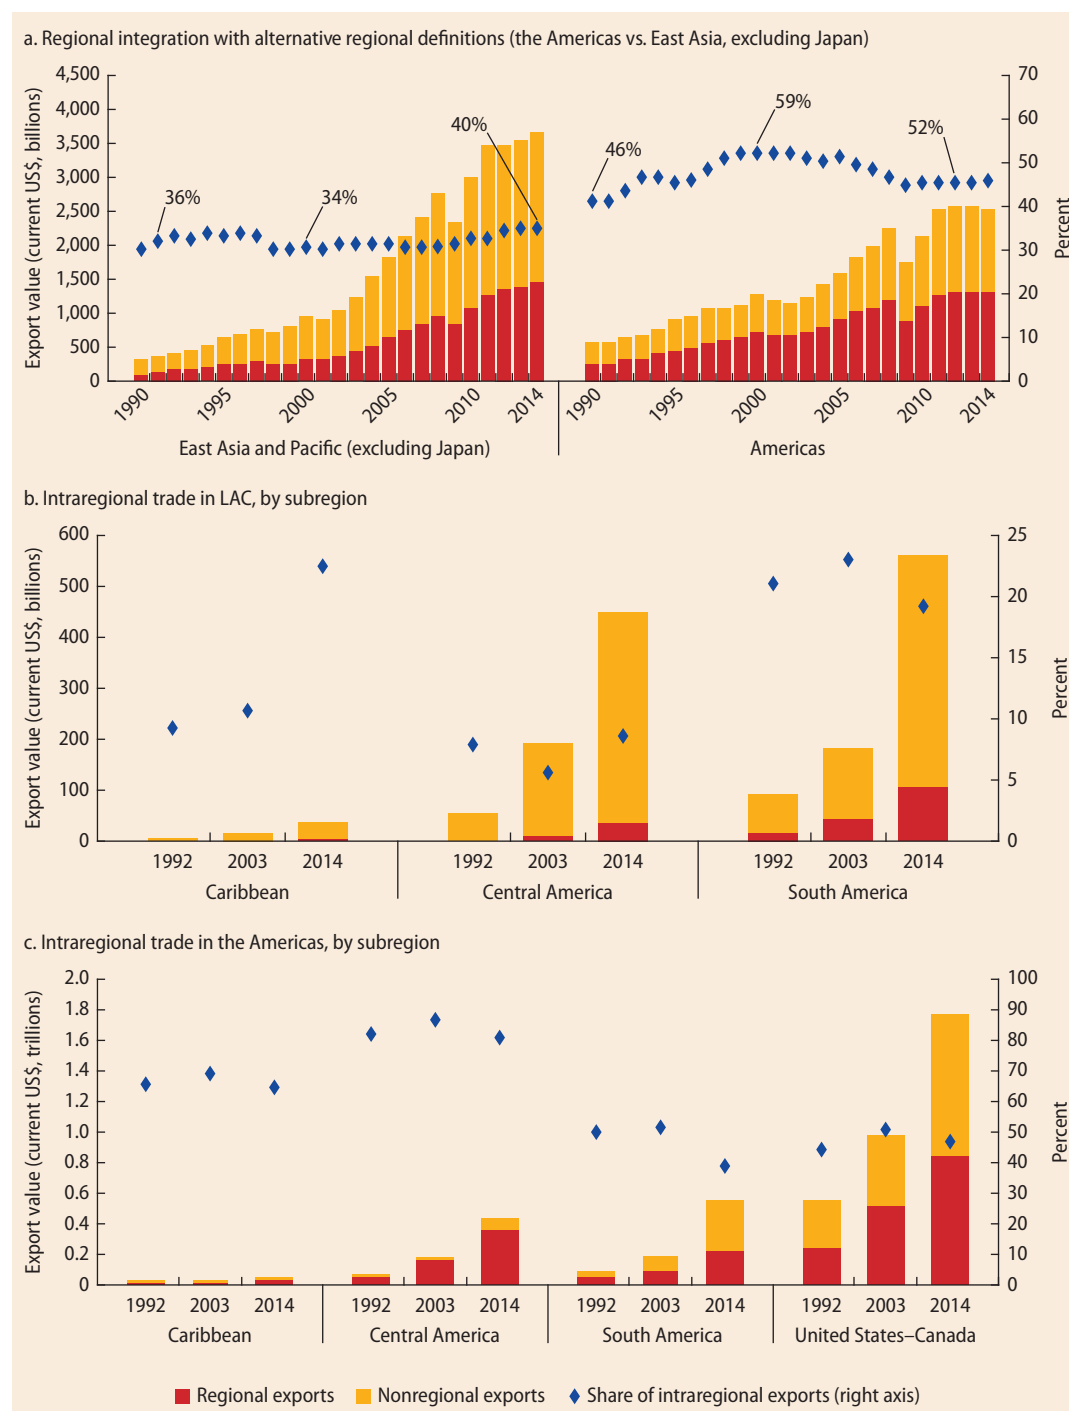 a. Regional integration with alternative regional definitions (the Americas vs. East Asia, excluding Japan)
Export value (current US$, billions)
4,500
4,000
3,500
3,000
2,500
2,000
1,500
1,000
500
0
36%
34%
40%
46%
59%
52%
70
60
50
40
30
20
10
0
Percent
1990
1995
2000
2005
2010
2014
1990
1995
2000
2005
2010
2014
East Asia and Pacific (excluding Japan)
Americas
b. Intraregional trade in LAC, by subregion
Export value (current US$, billions)
600
500
400
300
200
100
0
25
20
15
10
5
0
Percent
1992 2003 2014
1992 2003 2014
1992 2003 2014
Caribbean
Central America
South America
c. Intraregional trade in the Americas, by subregion
Export value (current US$, trillions)
2.0
1.8
1.6
1.4
1.2
1.0
0.8
0.6
0.4
0.2
0
100
90
80
70
60
50
40
30
20
10
0
Percent
1992 2003 2014
1992 2003 2014
1992 2003 2014
1992 2003 2014
Caribbean
Central America
South America
United States–Canada
Regional exports
Nonregional exports
Share of intraregional exports (right axis)